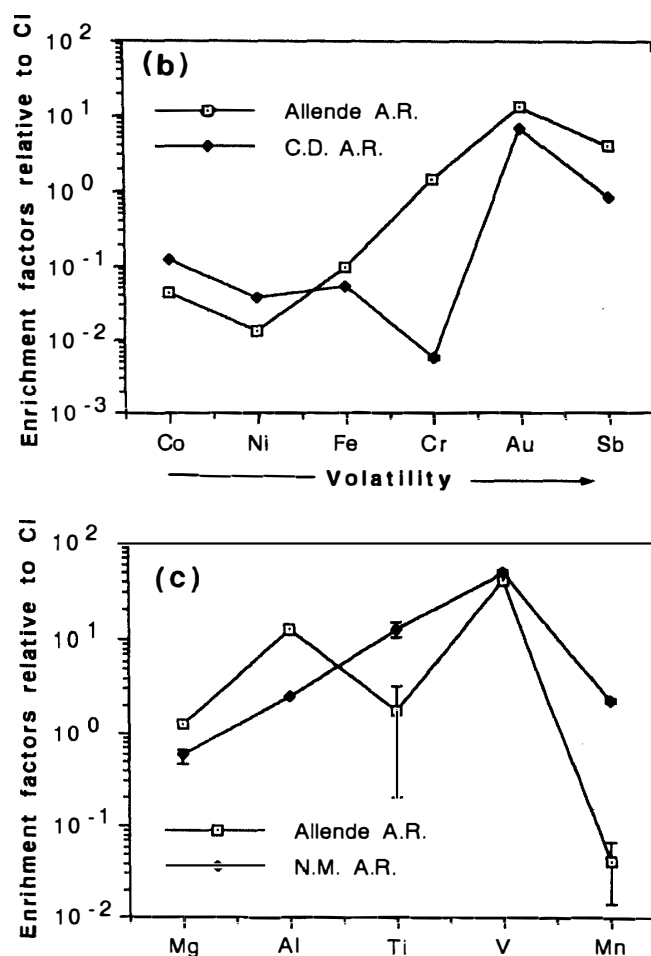 Enrichment factors relative to CI
10^2
10^1
10^0
10^-1
10^-2
10^-3
(b)
Allende A.R.
C.D. A.R.
Co Ni Fe Cr Au Sb
Volatility
Enrihment factors relative to CI
10^2
10^1
10^0
10^-1
10^-2
(c)
Allende A.R.
N.M. A.R.
Mg Al Ti V Mn